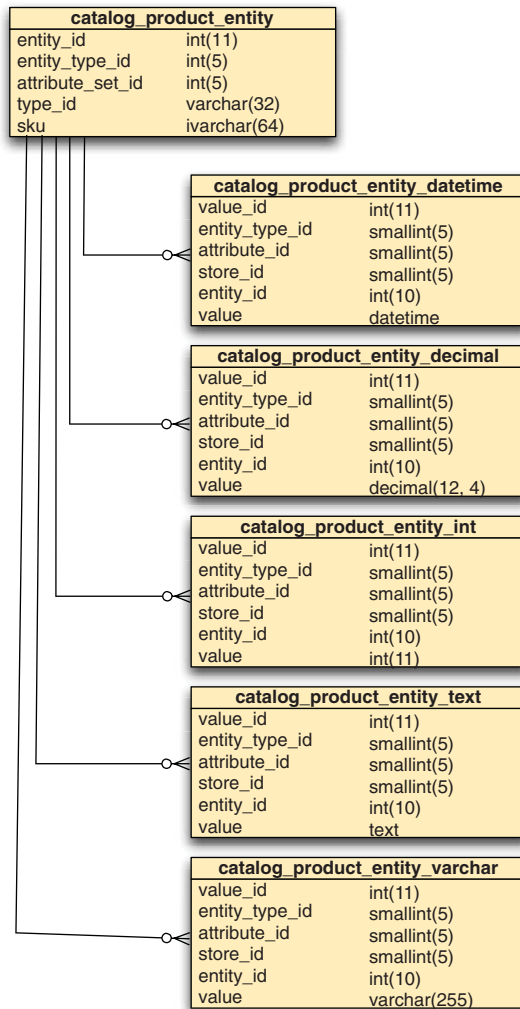 catalog_product_entity
entity_id int(11)
entity_type_id int(5)
attribute_set_id int(5)
type_id varchar(32)
sku ivarchar(64)
catalog_product_entity_datetime
value_id int(11)
entity_type_id smallint(5)
attribute_id smallint(5)
store_id smallint(5)
entity_id int(10)
value datetime
catalog_product_entity_decimal
value_id int(11)
entity_type_id smallint(5)
attribute_id smallint(5)
store_id smallint(5)
entity_id int(10)
value decimal(12, 4)
catalog_product_entity_int
value_id int(11)
entity_type_id smallint(5)
attribute_id smallint(5)
store_id smallint(5)
entity_id int(10)
value int(11)
catalog_product_entity_text
value_id int(11)
entity_type_id smallint(5)
attribute_id smallint(5)
store_id smallint(5)
entity_id int(10)
value text
catalog_product_entity_varchar
value_id int(11)
entity_type_id smallint(5)
attribute_id smallint(5)
store_id smallint(5)
entity_id int(10)
value varchar(255)